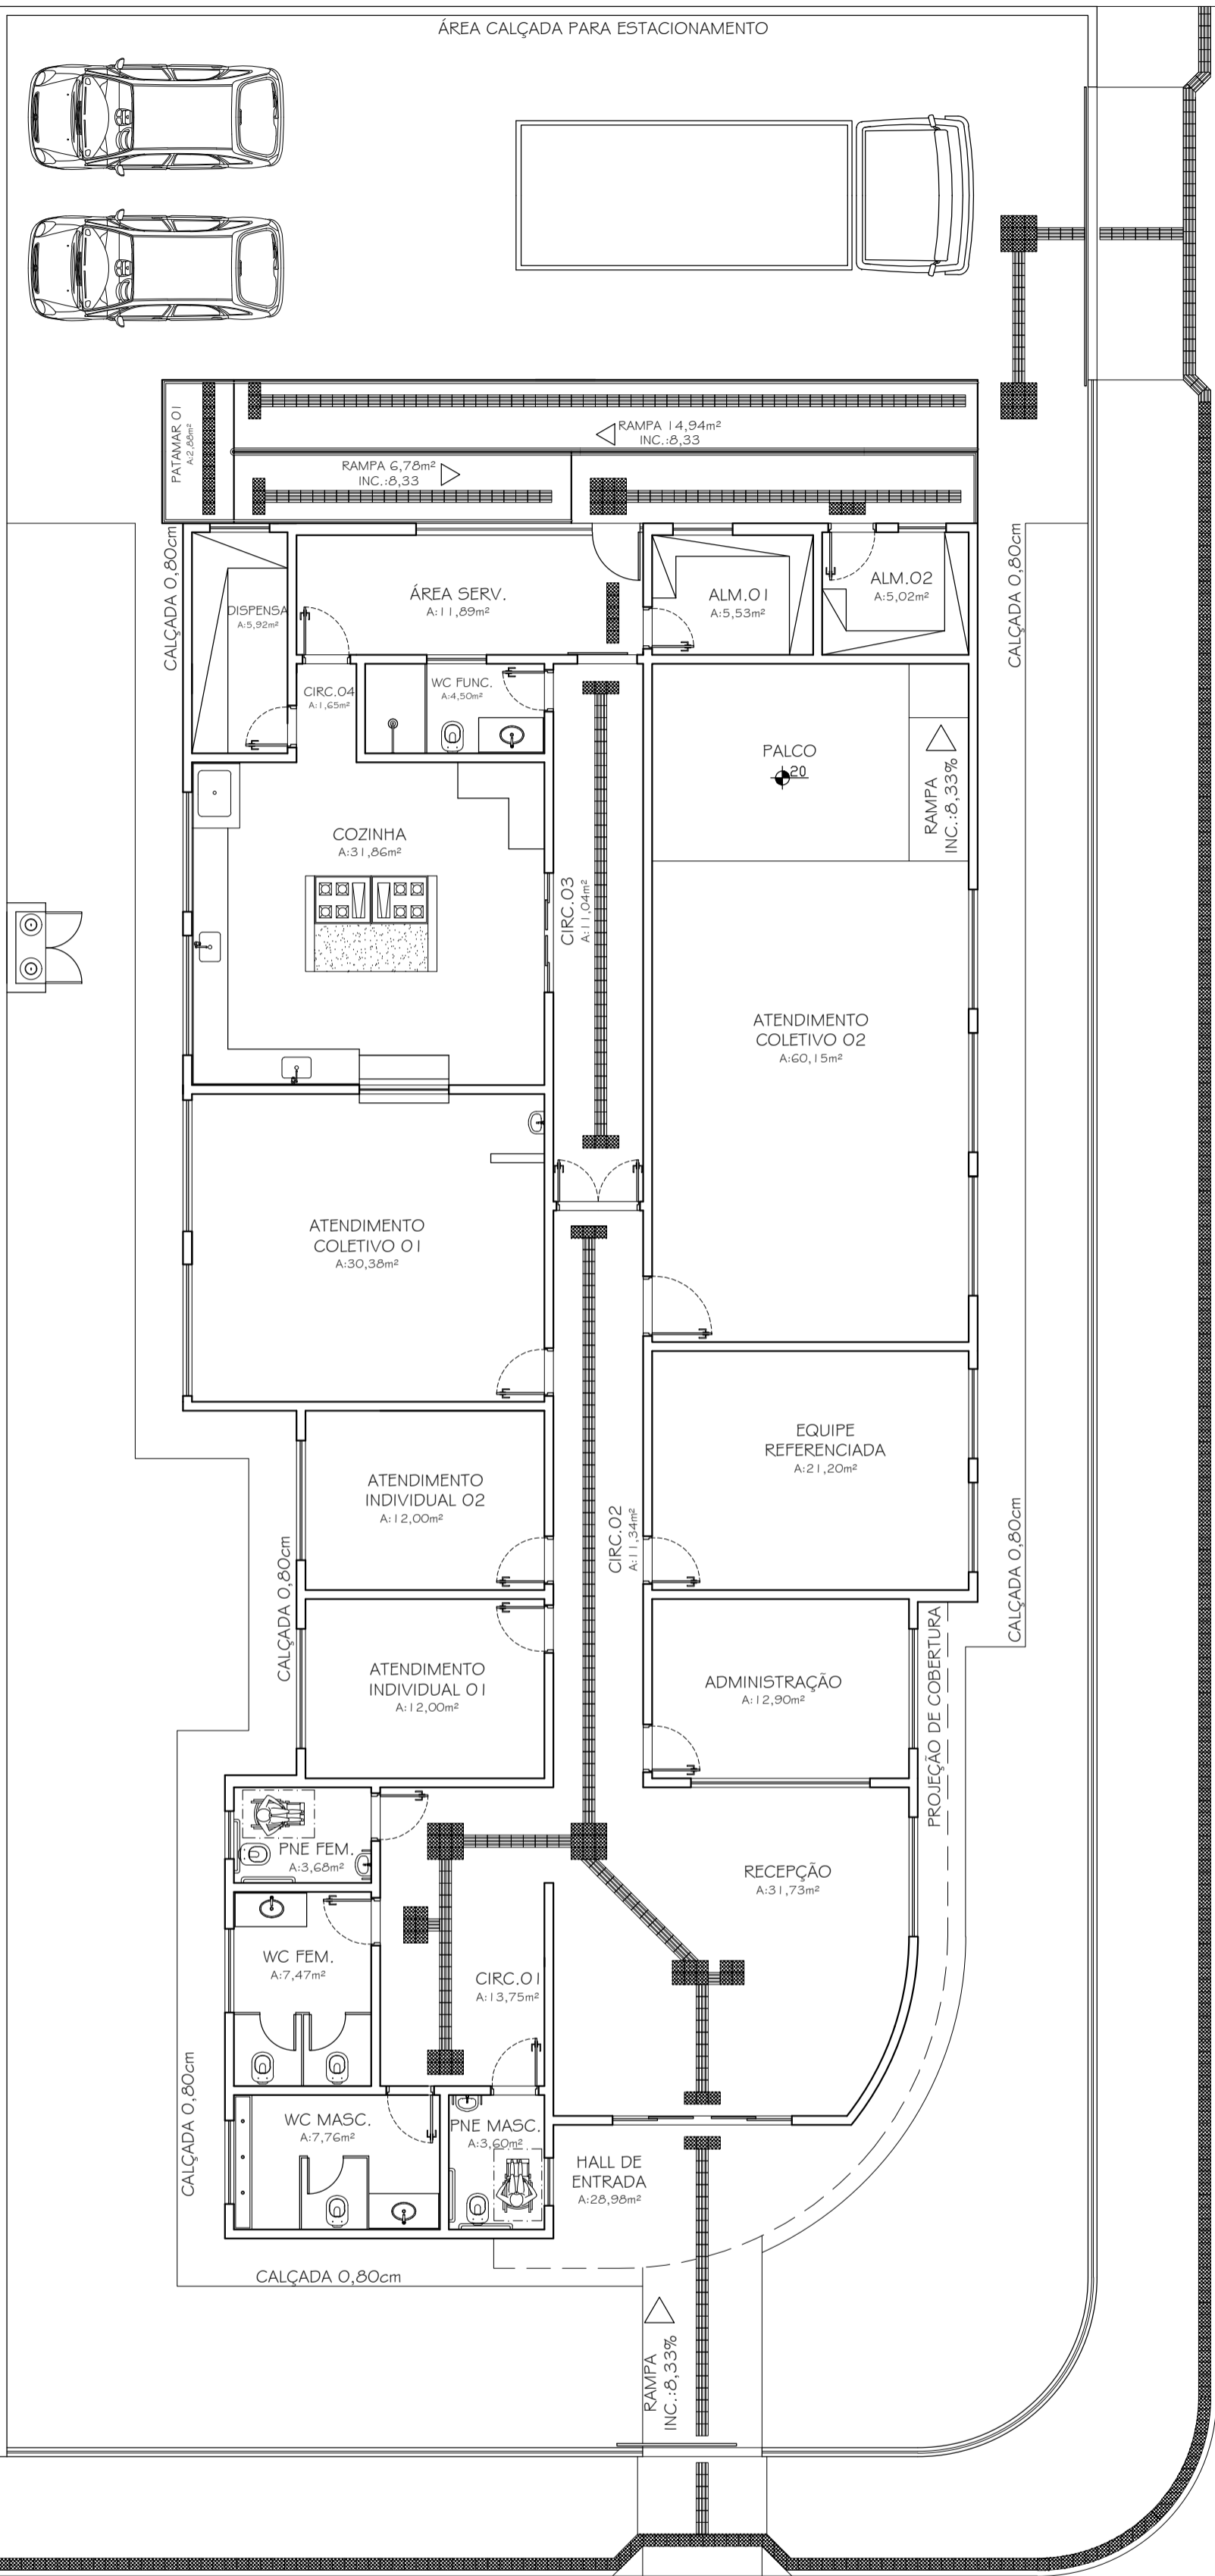 ÁREA CALÇADA PARA ESTACIONAMENTO
PATAMAR 01
A:2,88m²
RAMPA 14,94m²
INC.:8,33
RAMPA 6,78m²
INC.:8,33
CALÇADA 0,80cm
DISPENSA
A:5,92m²
ÁREA SERV.
A:11,89m²
ALM.01
A:5,53m²
ALM.02
A:5,02m²
CALÇADA 0,80cm
CIRC.04
A:1,65m²
WC FUNC.
A:4,50m²
PALCO
20
RAMPA
INC.:8,33%
COZINHA
A:31,86m²
CIRC.03
A:11,04m²
ATENDIMENTO
COLETIVO 02
A:60,15m²
ATENDIMENTO
COLETIVO 01
A:30,38m²
EQUIPE
REFERENCIADA
A:21,20m²
ATENDIMENTO
INDIVIDUAL 02
A:12,00m²
CIRC.02
A:11,34m²
CALÇADA 0,80cm
CALÇADA 0,80cm
ATENDIMENTO
INDIVIDUAL 01
A:12,00m²
ADMINISTRAÇÃO
A:12,90m²
PROJEÇÃO DE COBERTURA
PNE FEM.
A:3,68m²
RECEPÇÃO
A:31,73m²
WC FEM.
A:7,47m²
CIRC.01
A:13,75m²
CALÇADA 0,80cm
WC MASC.
A:7,76m²
PNE MASC.
A:3,60m²
HALL DE
ENTRADA
A:28,98m²
CALÇADA 0,80cm
RAMPA
INC.:8,33%